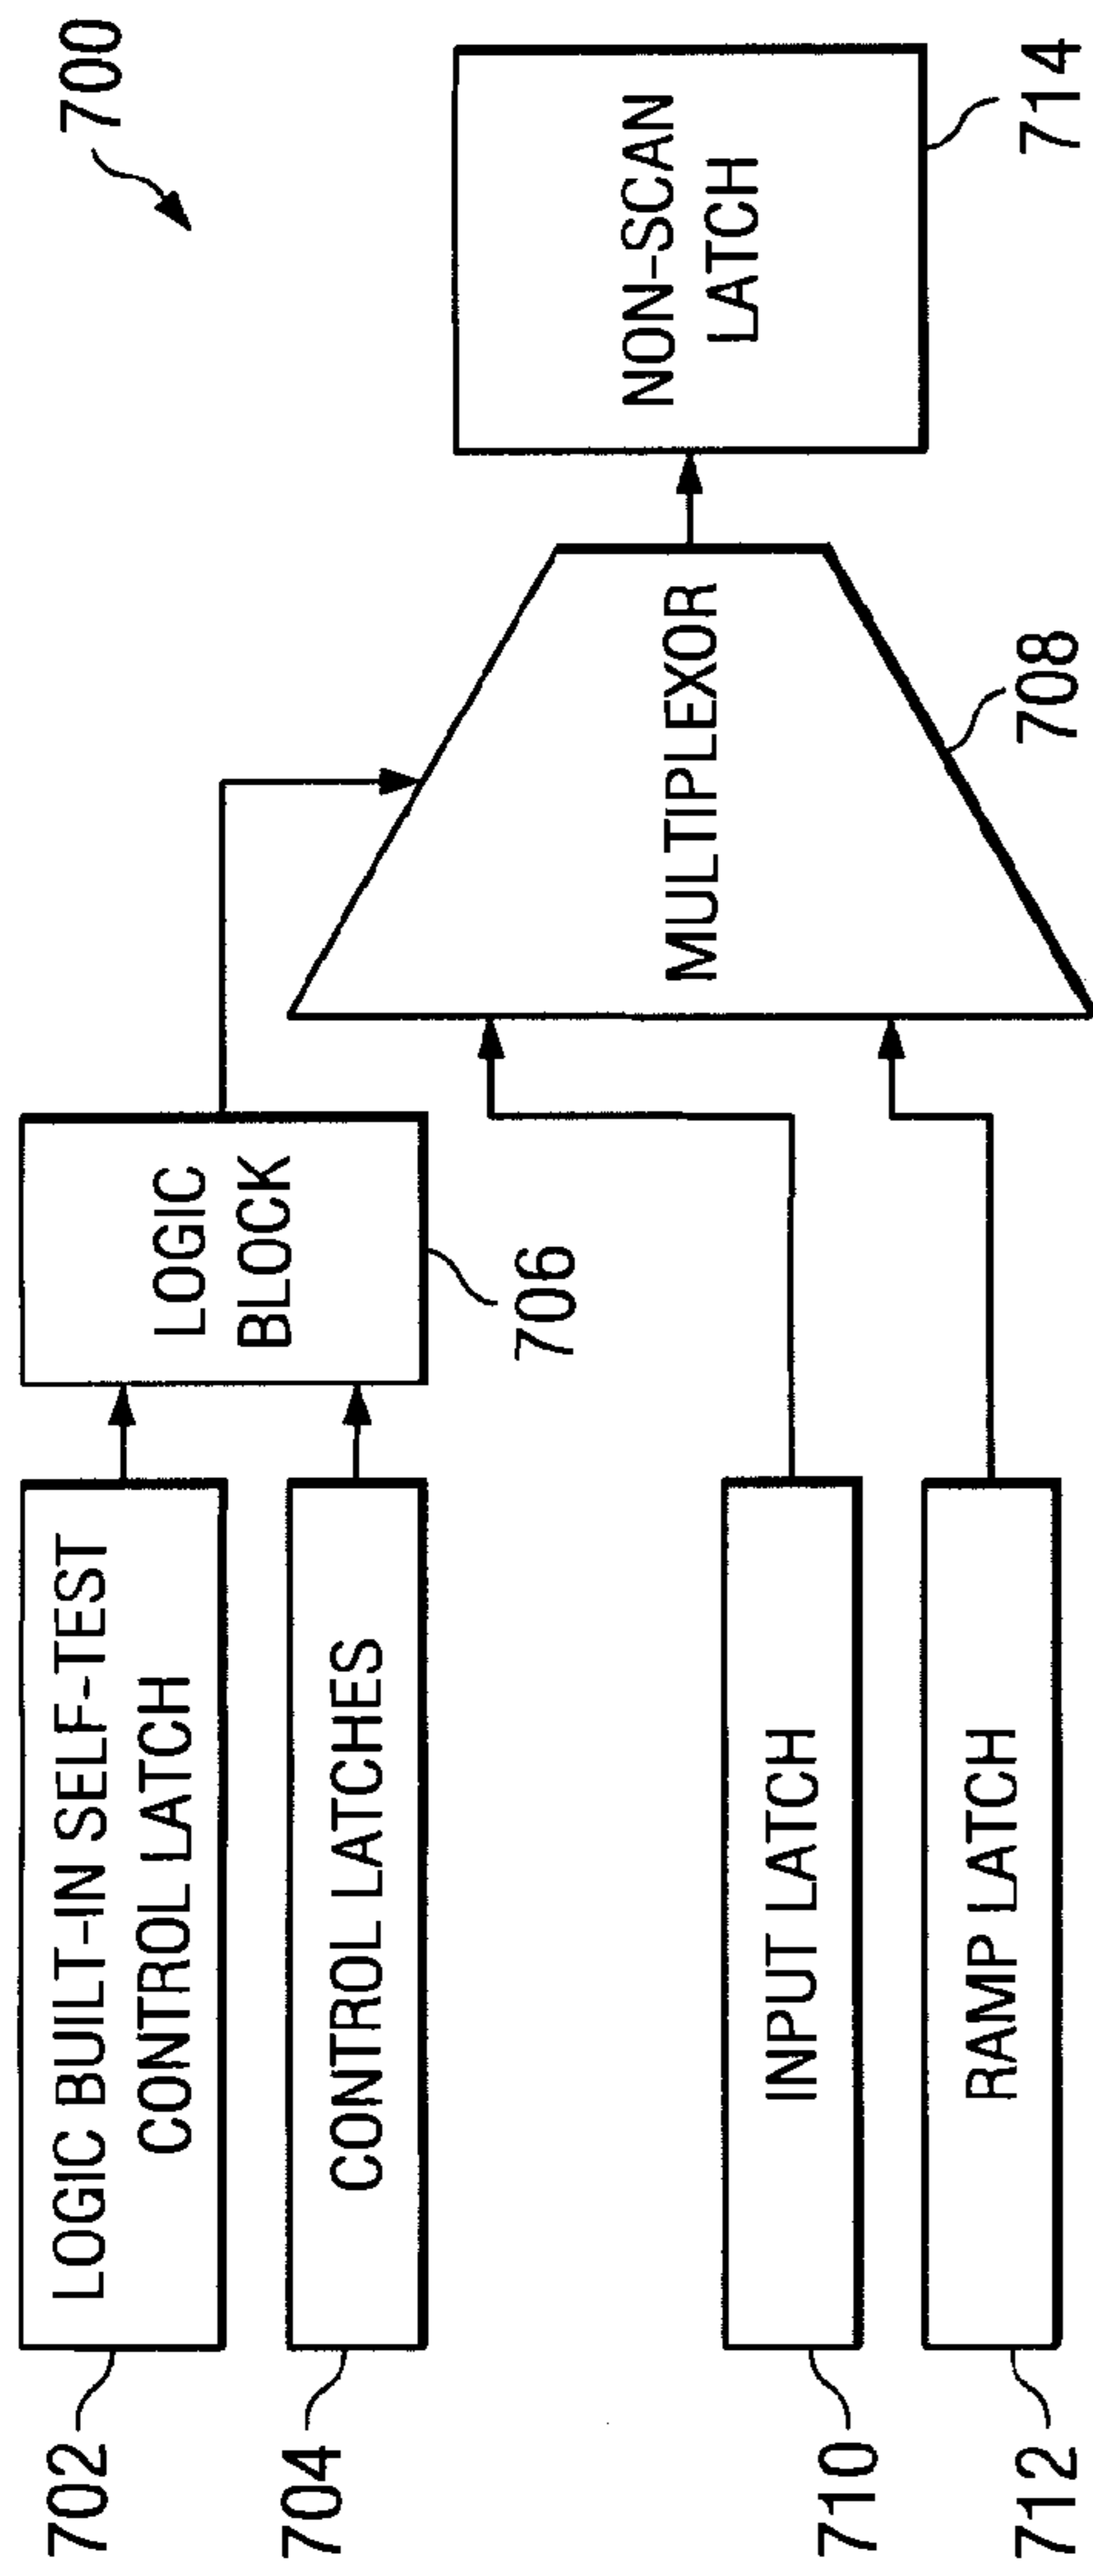 700
702
LOGIC BUILT-IN SELF-TEST
CONTROL LATCH
704
CONTROL LATCHES
LOGIC
BLOCK
706
710
INPUT LATCH
712
RAMP LATCH
MULTIPLEXOR
708
NON-SCAN
LATCH
714